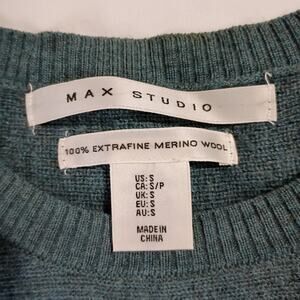 MAX STUDIO
100% EXTRAFINE MERINO WOOL
US: S
CA: S/P
UK: S
EU: S
AU: S
MADE IN
CHINA